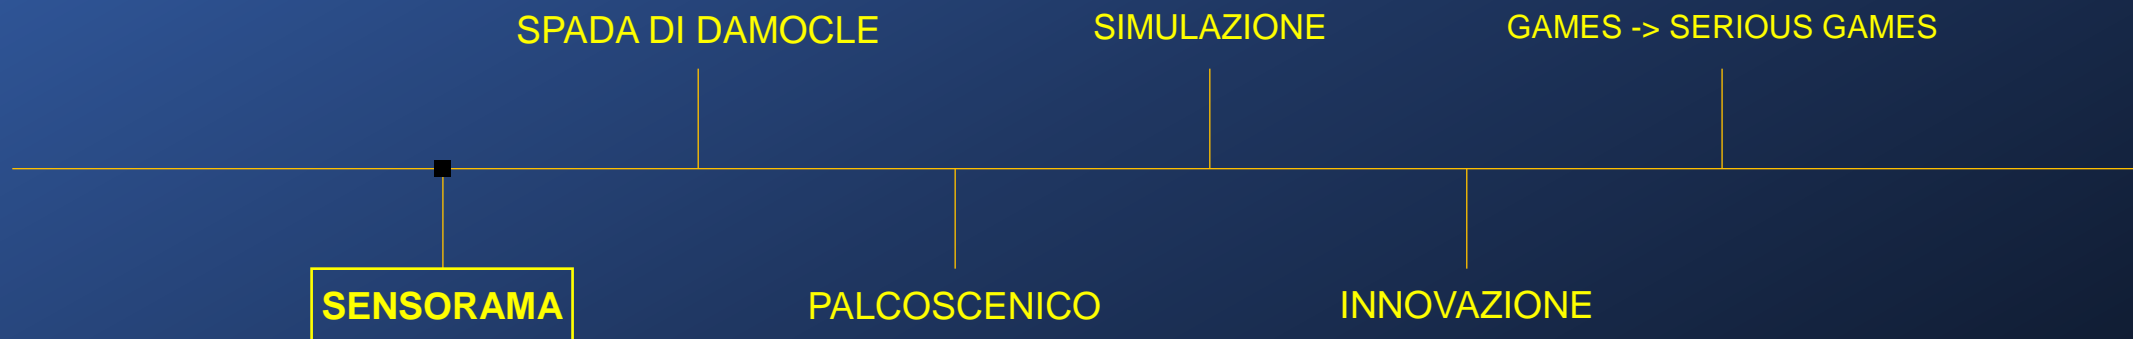 SPADA DI DAMOCLE
SIMULAZIONE
GAMES -> SERIOUS GAMES
SENSORAMA
PALCOSCENICO
INNOVAZIONE